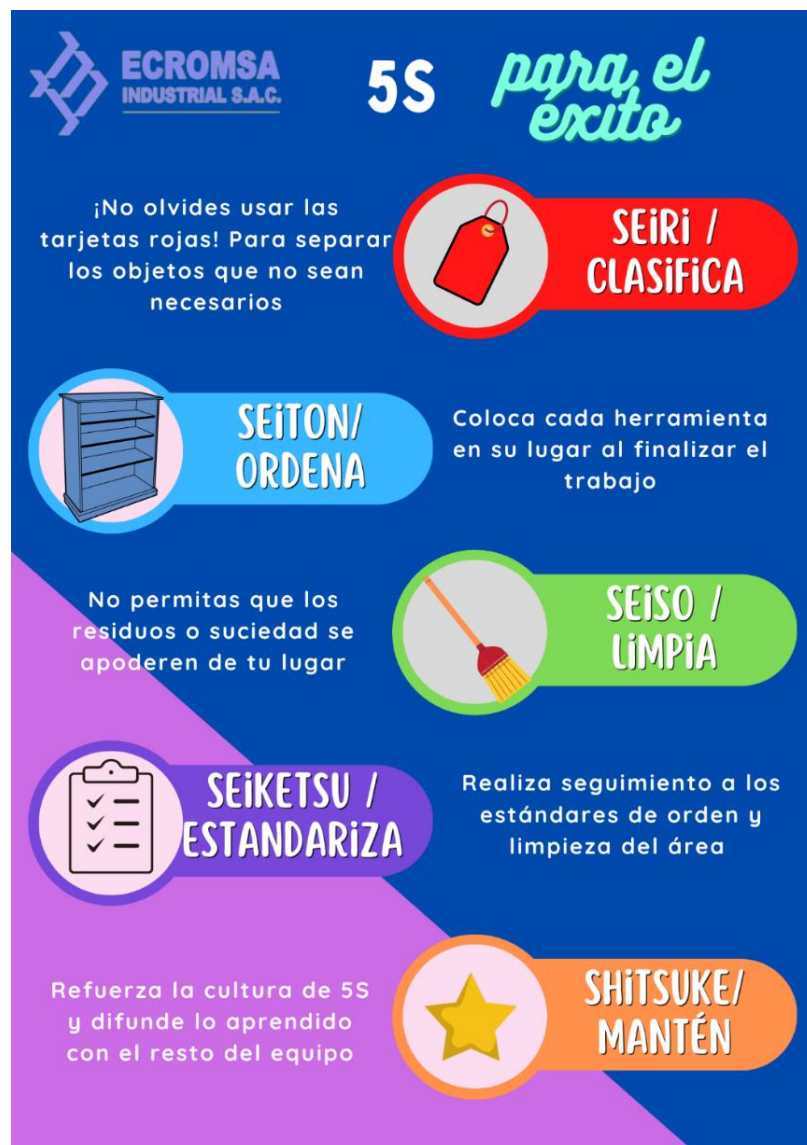 ECROMSA
INDUSTRIAL S.A.C.
5S
para el
éxito
¡No olvides usar las
tarjetas rojas! Para separar
los objetos que no sean
necesarios
SEiRi /
CLASiFiCA
SEiTON/
ORDENA
Coloca cada herramienta
en su lugar al finalizar el
trabajo
No permitas que los
residuos o suciedad se
apoderen de tu lugar
SEiSO /
LiMPiA
SEiKETSU /
ESTANDARiZA
Realiza seguimiento a los
estándares de orden y
limpieza del área
Refuerza la cultura de 5S
y difunde lo aprendido
con el resto del equipo
SHiTSUKE/
MANTÉN